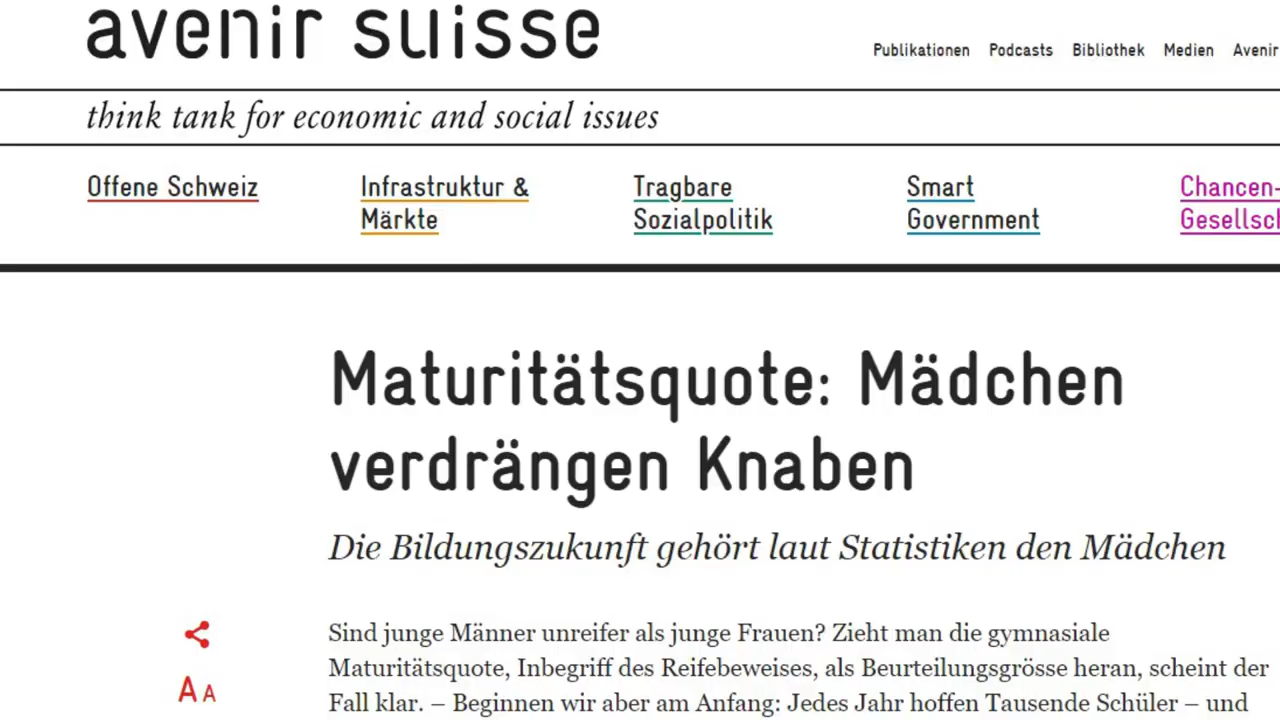 avenir suisse
Publikationen Podcasts Bibliothek Medien Avenir
think tank for economic and social issues
Offene Schweiz
Infrastruktur &
Märkte
Tragbare
Sozialpolitik
Smart
Government
Chancen-
Gesellsch
Maturitätsquote: Mädchen
verdrängen Knaben
Die Bildungszukunft gehört laut Statistiken den Mädchen
Sind junge Männer unreifer als junge Frauen? Zieht man die gymnasiale
Maturitätsquote, Inbegriff des Reifebeweises, als Beurteilungsgrösse heran, scheint der
Fall klar. – Beginnen wir aber am Anfang: Jedes Jahr hoffen Tausende Schüler – und
A A